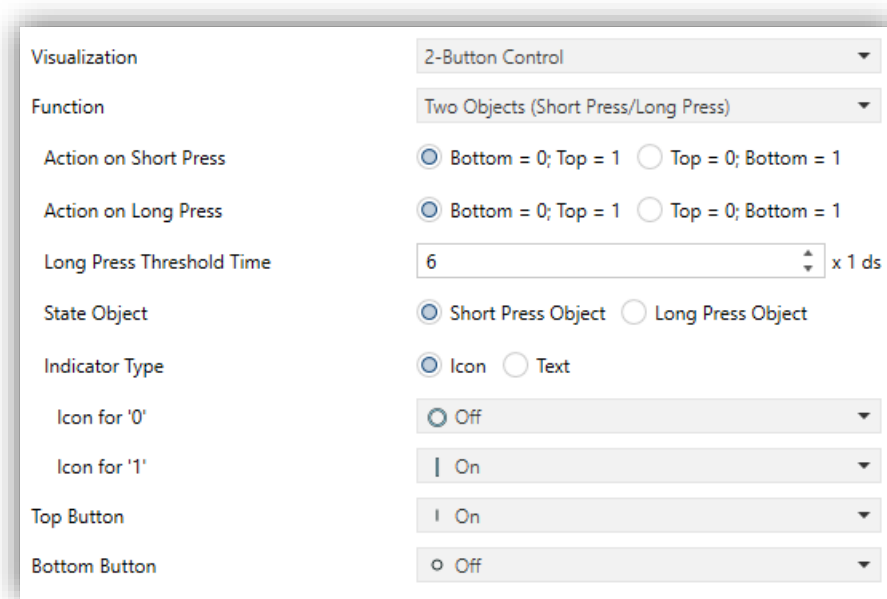 Visualization 2-Button Control
Function Two Objects (Short Press/Long Press)
Action on Short Press Bottom = 0; Top = 1 Top = 0; Bottom = 1
Action on Long Press Bottom = 0; Top = 1 Top = 0; Bottom = 1
Long Press Threshold Time 6 x 1 ds
State Object Short Press Object Long Press Object
Indicator Type Icon Text
Icon for '0' Off
Icon for '1' On
Top Button On
Bottom Button Off